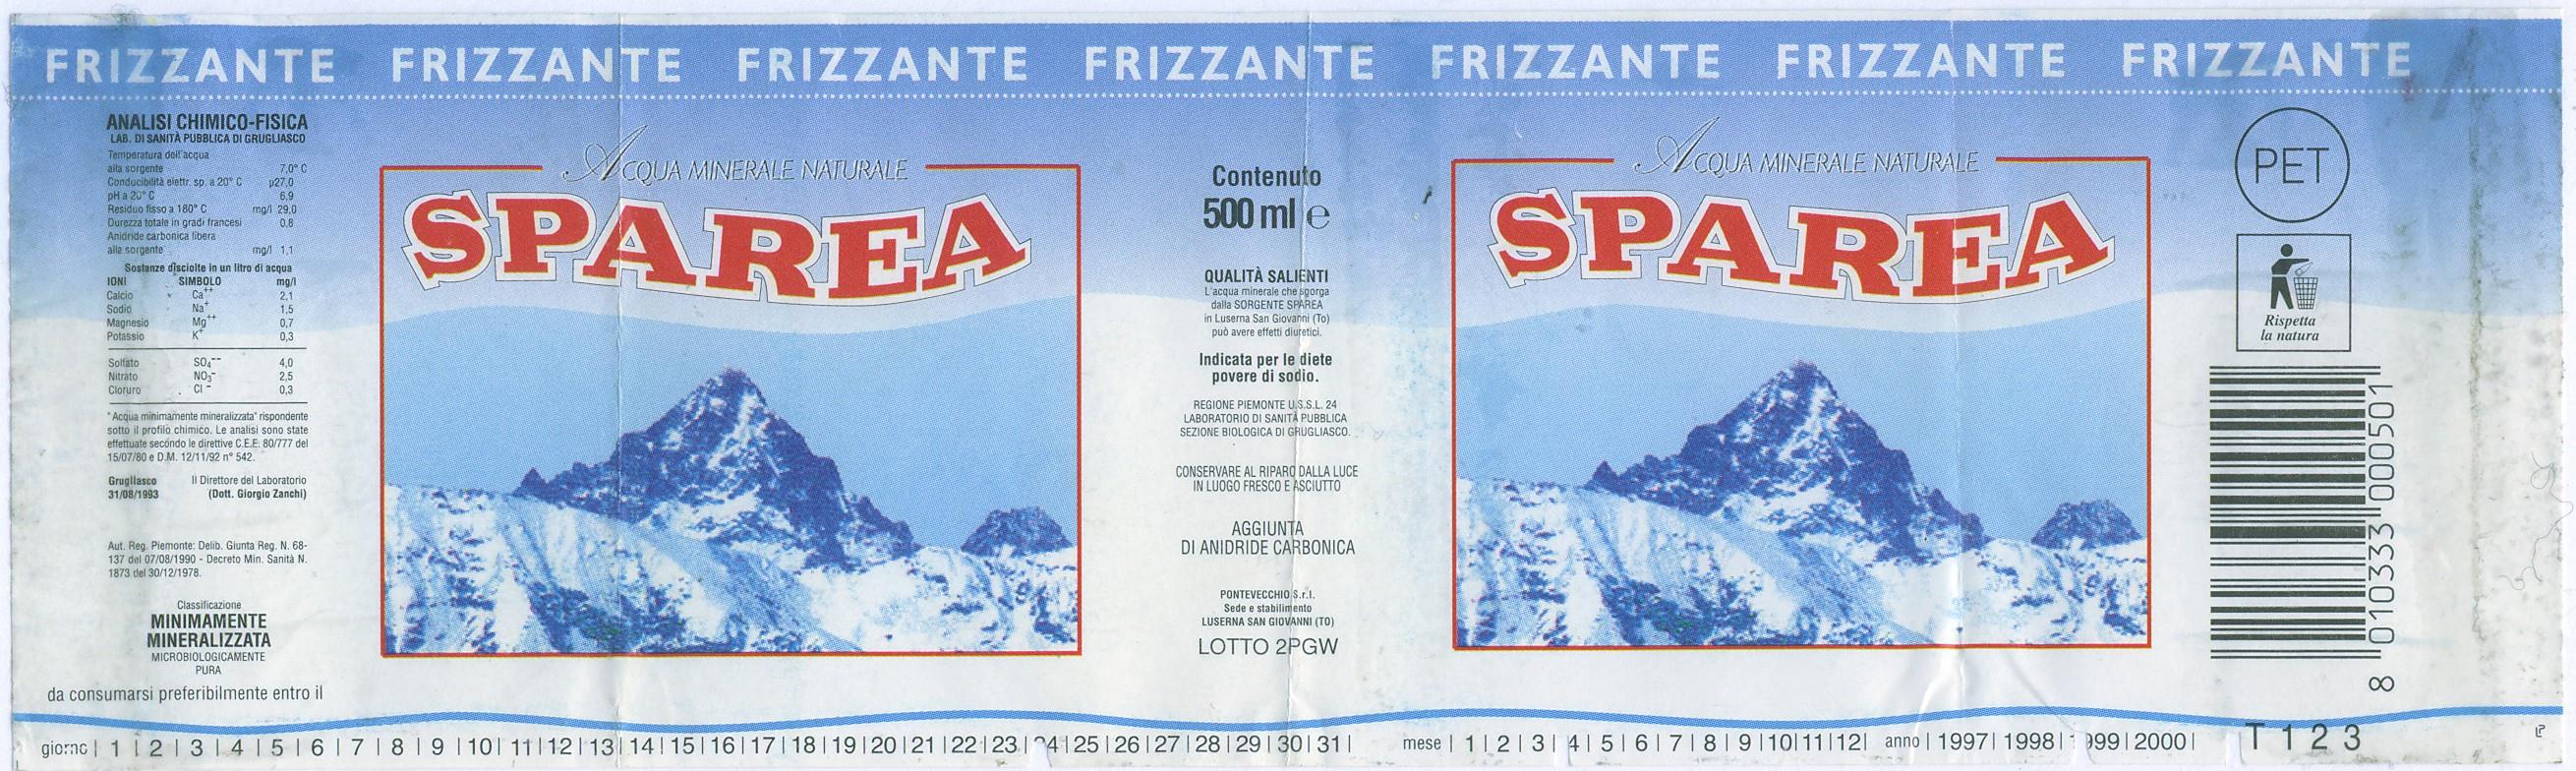 FRIZZANTE FRIZZANTE FRIZZANTE FRIZZANTE FRIZZANTE FRIZZANTE FRIZZANTE
ANALISI CHIMICO-FISICA
LAB. DI SANITÀ PUBBLICA DI GRUGLIASCO
Temperatura dell'acqua
alla sorgente 7,0° C
Conducibilità elettr. sp. a 20° C µ27,0
pH a 20° C 6,9
Residuo fisso a 180° C mg/l 29,0
Durezza totale in gradi francesi 0,8
Anidride carbonica libera
alla sorgente mg/l 1,1
Sostanze disciolte in un litro di acqua
IONI SIMBOLO mg/l
Calcio Ca++ 2,1
Sodio Na+ 1,5
Magnesio Mg++ 0,7
Potassio K+ 0,3
Solfato SO4-- 4,0
Nitrato NO3- 2,5
Cloruro Cl- 0,3
"Acqua minimamente mineralizzata" rispondente
sotto il profilo chimico. Le analisi sono state
effettuate secondo le direttive C.E.E. 80/777 del
15/07/80 e D.M. 12/11/92 n° 542.
Grugliasco Il Direttore del Laboratorio
31/08/1993 (Dott. Giorgio Zanchi)
Aut. Reg. Piemonte: Delib. Giunta Reg. N. 68-
137 del 07/08/1990 - Decreto Min. Sanità N.
1873 del 30/12/1978.
Classificazione
MINIMAMENTE
MINERALIZZATA
MICROBIOLOGICAMENTE
PURA
da consumarsi preferibilmente entro il
ACQUA MINERALE NATURALE
SPAREA
Contenuto
500 ml e
QUALITÀ SALIENTI
L'acqua minerale che sgorga
dalla SORGENTE SPAREA
in Luserna San Giovanni (To)
può avere effetti diuretici.
Indicata per le diete
povere di sodio.
REGIONE PIEMONTE U.S.S.L. 24
LABORATORIO DI SANITÀ PUBBLICA
SEZIONE BIOLOGICA DI GRUGLIASCO.
CONSERVARE AL RIPARO DALLA LUCE
IN LUOGO FRESCO E ASCIUTTO
AGGIUNTA
DI ANIDRIDE CARBONICA
PONTEVECCHIO S.r.l.
Sede e stabilimento
LUSERNA SAN GIOVANNI (TO)
LOTTO 2PGW
ACQUA MINERALE NATURALE
SPAREA
PET
Rispetta
la natura
8 010333 000501
giorno | 1 | 2 | 3 | 4 | 5 | 6 | 7 | 8 | 9 | 10 | 11 | 12 | 13 | 14 | 15 | 16 | 17 | 18 | 19 | 20 | 21 | 22 | 23 | 24 | 25 | 26 | 27 | 28 | 29 | 30 | 31 | mese | 1 | 2 | 3 | 4 | 5 | 6 | 7 | 8 | 9 | 10 | 11 | 12 | anno | 1997 | 1998 | 1999 | 2000 | T 1 2 3